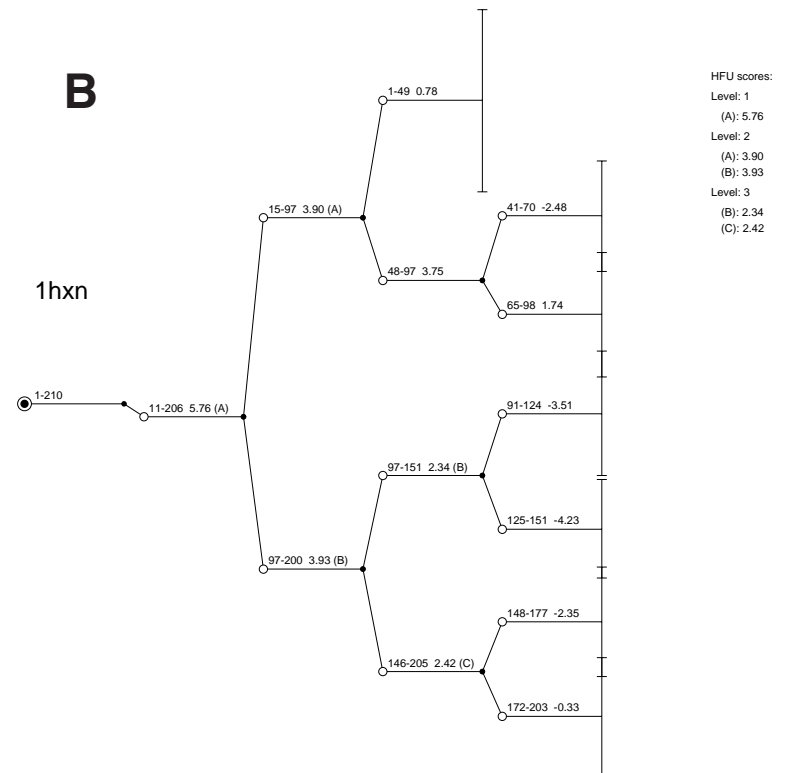 B
1hxn
1-210
11-206 5.76 (A)
15-97 3.90 (A)
97-200 3.93 (B)
1-49 0.78
48-97 3.75
97-151 2.34 (B)
146-205 2.42 (C)
41-70 -2.48
65-98 1.74
91-124 -3.51
125-151 -4.23
148-177 -2.35
172-203 -0.33
HFU scores:
Level: 1
(A): 5.76
Level: 2
(A): 3.90
(B): 3.93
Level: 3
(B): 2.34
(C): 2.42